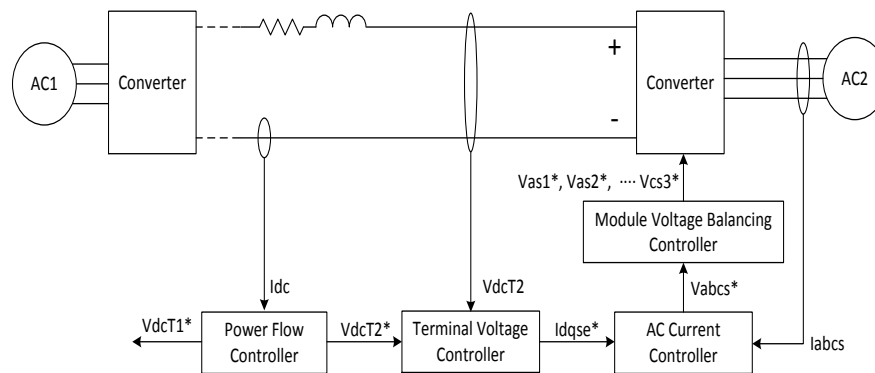 AC1
Converter
+
-
Converter
AC2
Vas1*, Vas2*, ···· Vcs3*
Module Voltage Balancing
Controller
Idc
VdcT2
Vabcs*
VdcT1*
Power Flow
Controller
VdcT2*
Terminal Voltage
Controller
Idqse*
AC Current
Controller
Iabcs